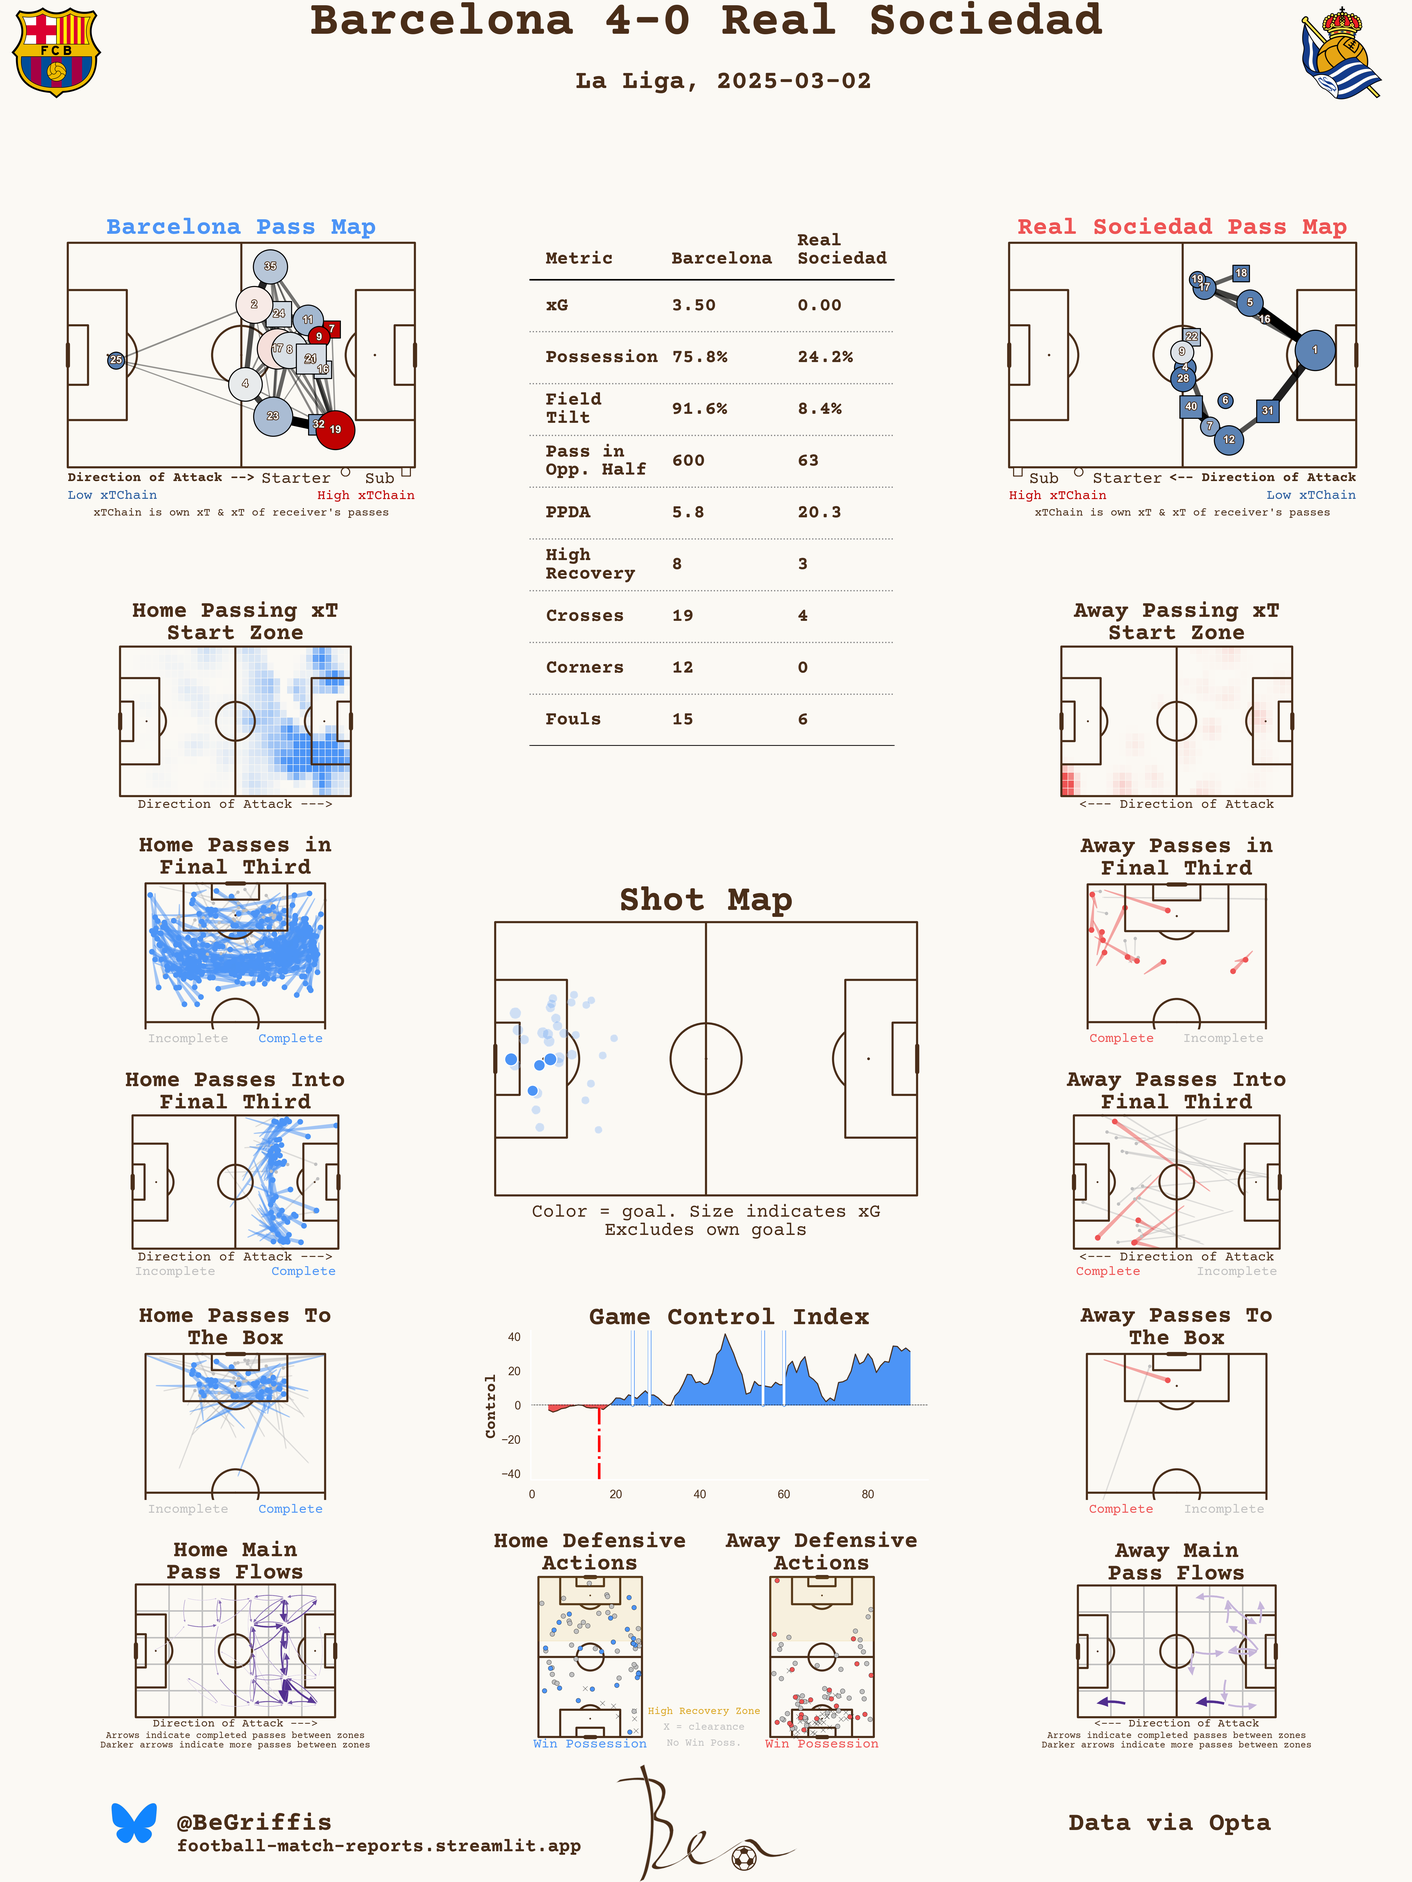 Barcelona 4-0 Real Sociedad
La Liga, 2025-03-02
FCB
Barcelona Pass Map
35
2
24
11
7
9
17
8
21
16
25
4
23
32
19
Direction of Attack --> Starter Sub
Low xTChain High xTChain
xTChain is own xT & xT of receiver's passes
Metric Barcelona Real Sociedad
xG 3.50 0.00
Possession 75.8% 24.2%
Field Tilt 91.6% 8.4%
Pass in Opp. Half 600 63
PPDA 5.8 20.3
High Recovery 8 3
Crosses 19 4
Corners 12 0
Fouls 15 6
Real Sociedad Pass Map
18
19
17
5
16
22
9
1
4
28
6
40
31
7
12
Sub Starter <-- Direction of Attack
High xTChain Low xTChain
xTChain is own xT & xT of receiver's passes
Home Passing xT
Start Zone
Direction of Attack --->
Away Passing xT
Start Zone
<--- Direction of Attack
Home Passes in
Final Third
Incomplete Complete
Away Passes in
Final Third
Complete Incomplete
Shot Map
Color = goal. Size indicates xG
Excludes own goals
Home Passes Into
Final Third
Direction of Attack --->
Incomplete Complete
Away Passes Into
Final Third
<--- Direction of Attack
Complete Incomplete
Home Passes To
The Box
Incomplete Complete
Game Control Index
Control
40
20
0
−20
−40
0 20 40 60 80
Away Passes To
The Box
Complete Incomplete
Home Main
Pass Flows
Direction of Attack --->
Arrows indicate completed passes between zones
Darker arrows indicate more passes between zones
Home Defensive
Actions
Win Possession
High Recovery Zone
X = clearance
No Win Poss.
Away Defensive
Actions
Win Possession
Away Main
Pass Flows
<--- Direction of Attack
Arrows indicate completed passes between zones
Darker arrows indicate more passes between zones
@BeGriffis
football-match-reports.streamlit.app
Ben
Data via Opta